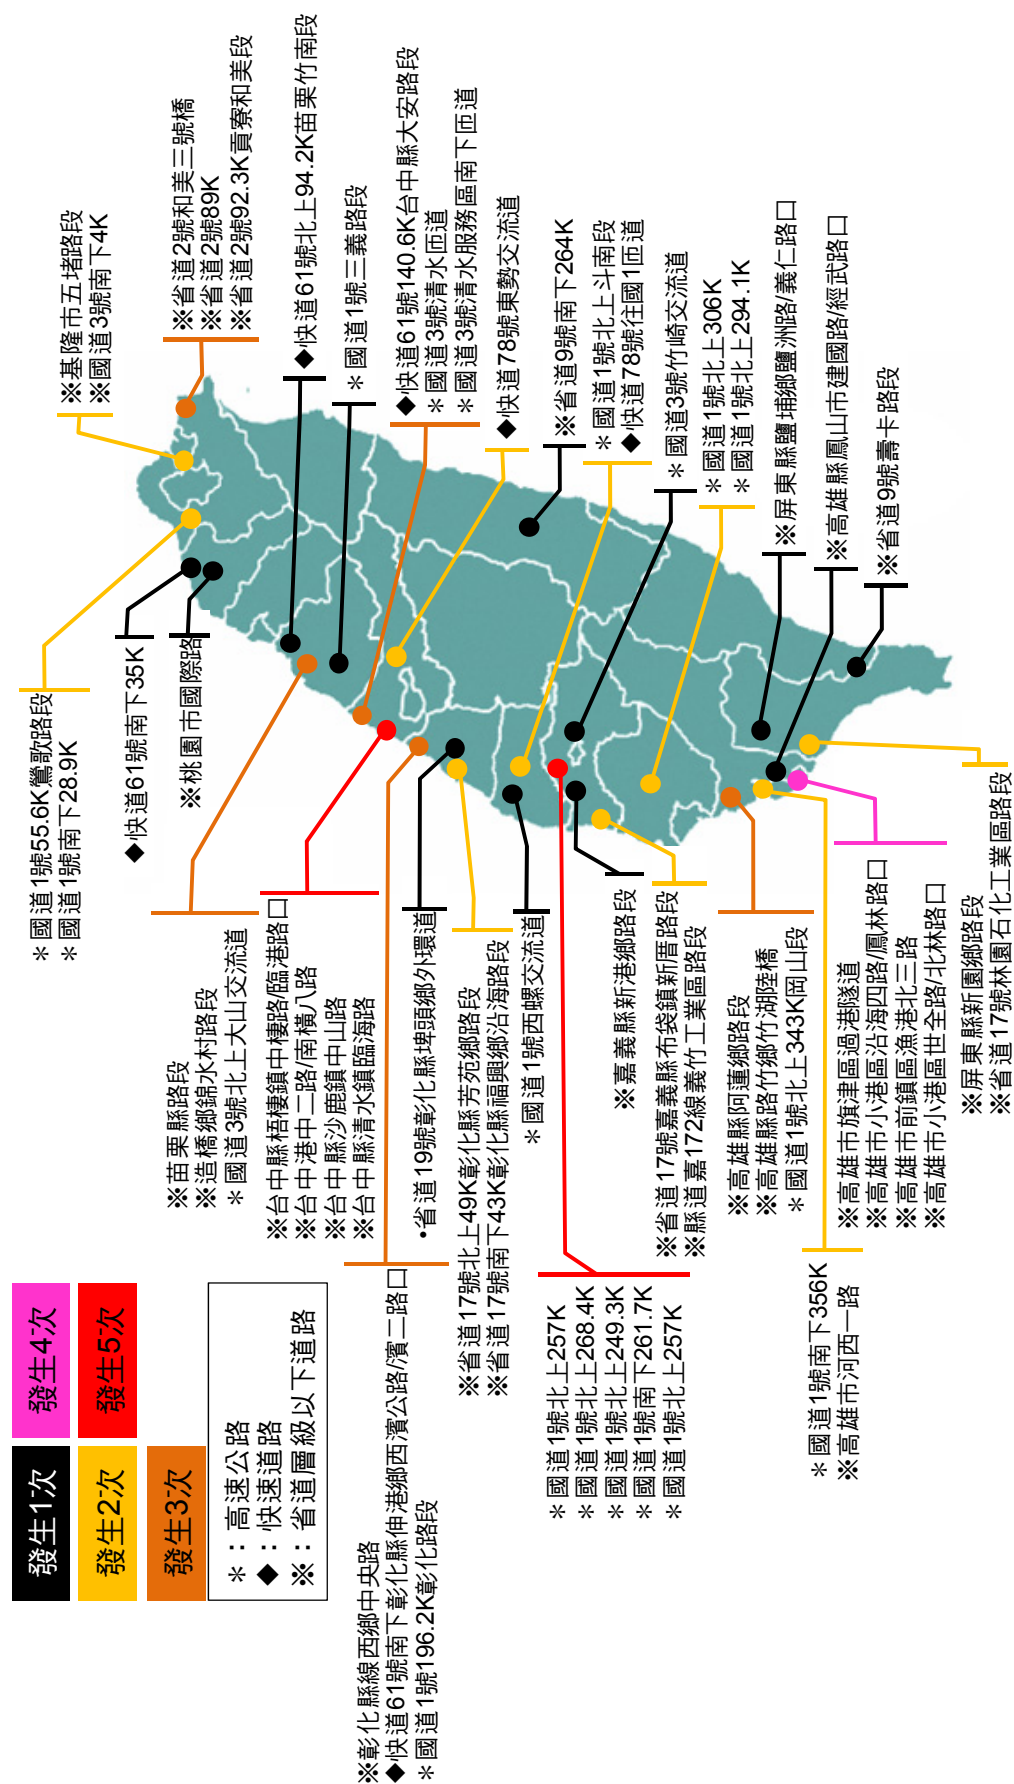 發生1次
發生4次
發生2次
發生5次
發生3次
＊：高速公路
◆：快速道路
※：省道層級以下道路
＊國道1號55.6K鶯歌路段
＊國道1號南下28.9K
※基隆市五堵路段
※國道3號南下4K
◆快道61號南下35K
※桃園市國際路
※省道2號和美三號橋
※省道2號89K
※省道2號92.3K貢寮和美段
◆快道61號北上94.2K苗栗竹南段
＊國道1號三義路段
※苗栗縣路段
※造橋鄉錦水村路段
＊國道3號北上大山交流道
◆快道61號140.6K台中縣大安路段
＊國道3號清水匝道
＊國道3號清水服務區南下匝道
※台中縣梧棲鎮中棲路/臨港路口
※台中港中二路/南橫八路
※台中縣沙鹿鎮中山路
※台中縣清水鎮臨海路
◆快道78號東勢交流道
※彰化縣線西鄉中央路
◆快道61號南下彰化縣伸港鄉西濱公路/濱二路口
＊國道1號196.2K彰化路段
•省道19號彰化縣埤頭鄉外環道
※省道17號北上49K彰化縣芳苑鄉路段
※省道17號南下43K彰化縣福興鄉沿海路段
＊國道1號西螺交流道
※省道9號南下264K
＊國道1號北上斗南段
◆快道78號往國1匝道
＊國道1號北上257K
＊國道1號北上268.4K
＊國道1號北上249.3K
＊國道1號南下261.7K
＊國道1號北上257K
※嘉義縣新港鄉路段
＊國道3號竹崎交流道
※省道17號嘉義縣布袋鎮新厝路段
※縣道嘉172線義竹工業區路段
＊國道1號北上306K
＊國道1號北上294.1K
※高雄縣阿蓮鄉路段
※高雄縣路竹鄉竹湖陸橋
＊國道1號北上343K岡山段
※屏東縣鹽埔鄉鹽洲路/義仁路口
※高雄縣鳳山市建國路/經武路口
※省道9號壽卡路段
＊國道1號南下356K
※高雄市河西一路
※高雄市旗津區過港隧道
※高雄市小港區沿海四路/鳳林路口
※高雄市前鎮區漁港北三路
※高雄市小港區世全路/北林路口
※屏東縣新園鄉路段
※省道17號林園石化工業區路段